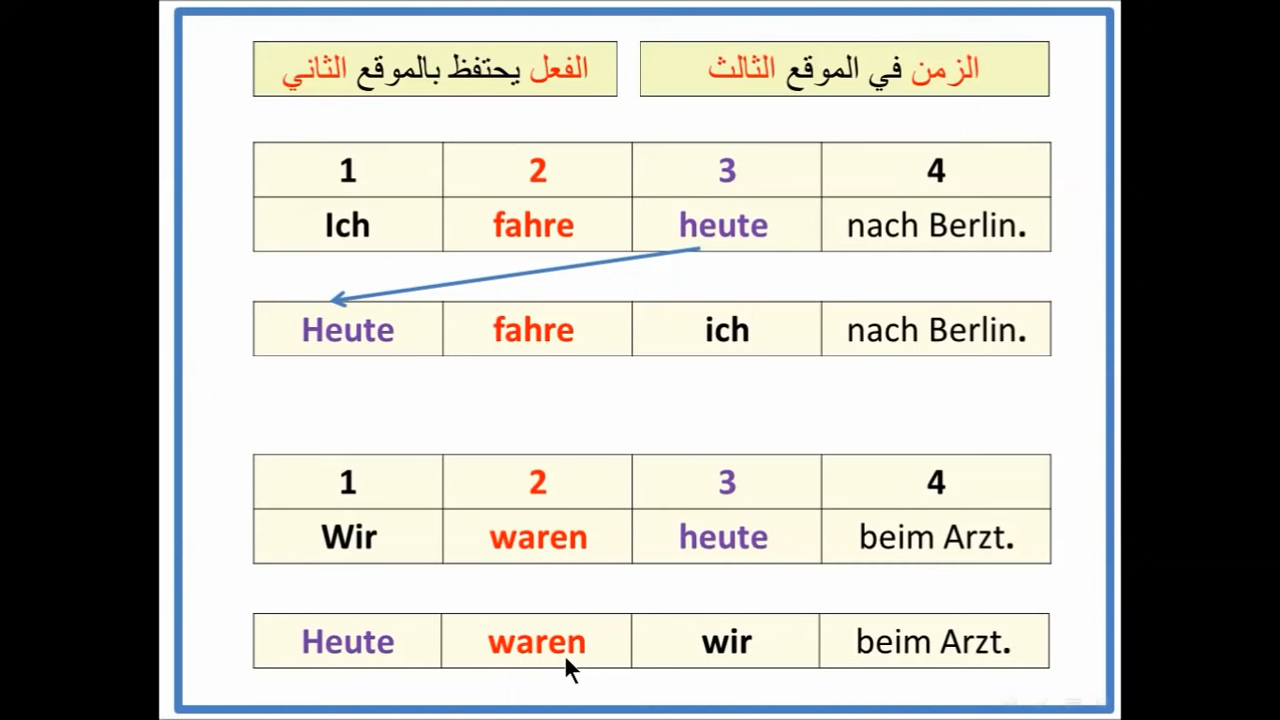 الزمن في الموقع الثالث
الفعل يحتفظ بالموقع الثاني
1 2 3 4
Ich fahre heute nach Berlin.
Heute fahre ich nach Berlin.
1 2 3 4
Wir waren heute beim Arzt.
Heute waren wir beim Arzt.